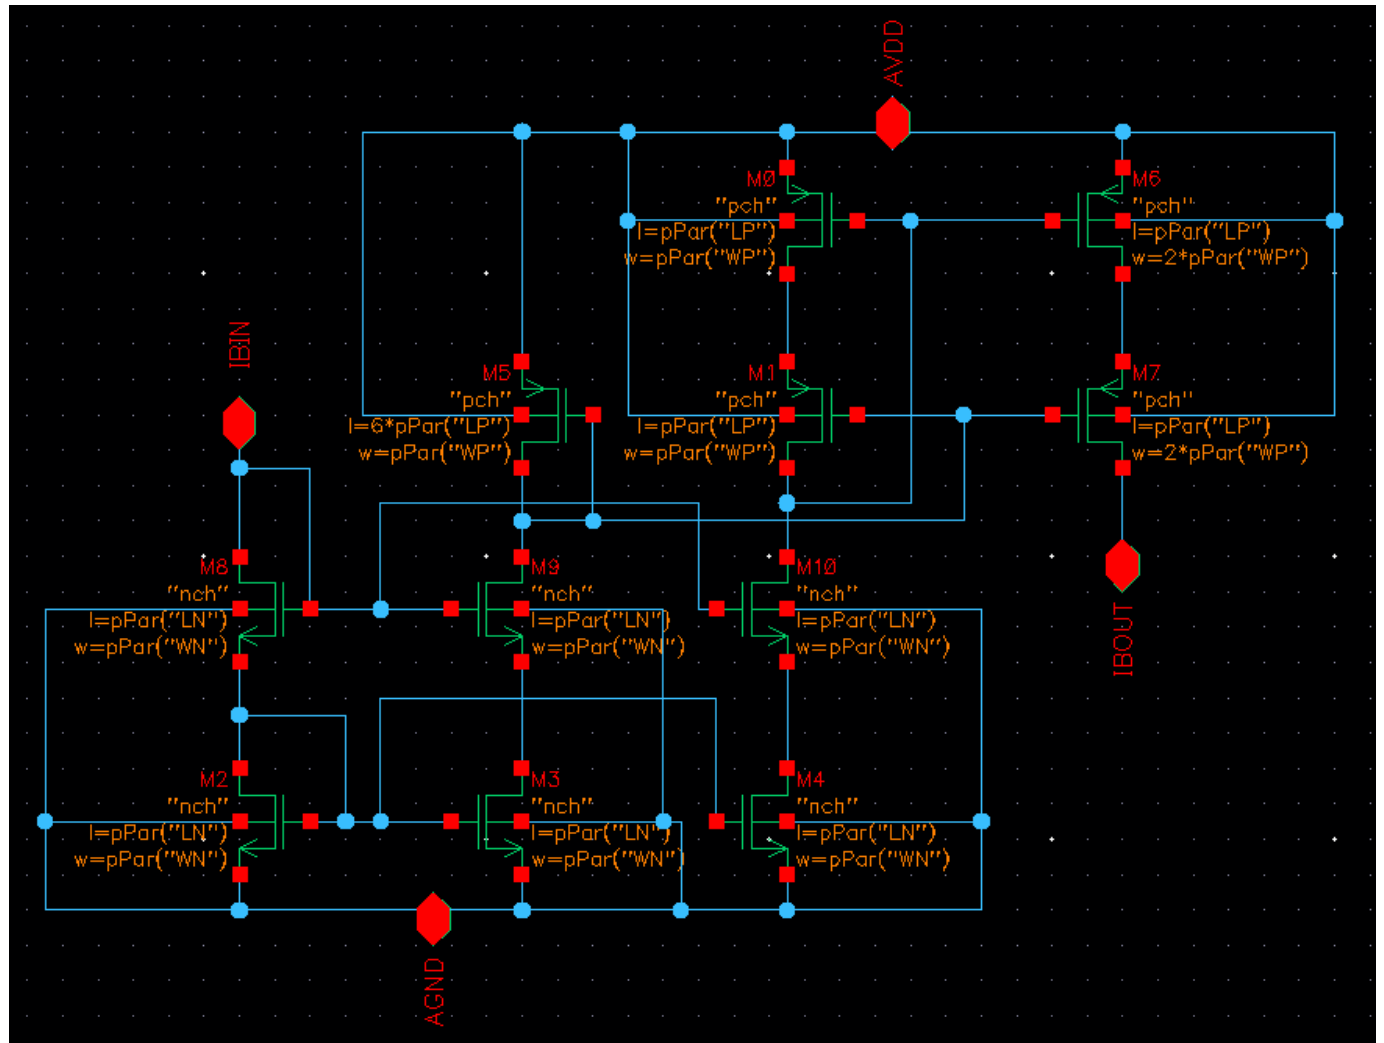 AVDD
M0
"pch"
l=pPar("LP")
w=pPar("WP")
M6
"pch"
l=pPar("LP")
w=2*pPar("WP")
IBIN
M5
"pch"
l=6*pPar("LP")
w=pPar("WP")
M1
"pch"
l=pPar("LP")
w=pPar("WP")
M7
"pch"
l=pPar("LP")
w=2*pPar("WP")
M8
"nch"
l=pPar("LN")
w=pPar("WN")
M9
"nch"
l=pPar("LN")
w=pPar("WN")
M10
"nch"
l=pPar("LN")
w=pPar("WN")
IBOUT
M2
"nch"
l=pPar("LN")
w=pPar("WN")
M3
"nch"
l=pPar("LN")
w=pPar("WN")
M4
"nch"
l=pPar("LN")
w=pPar("WN")
AGND